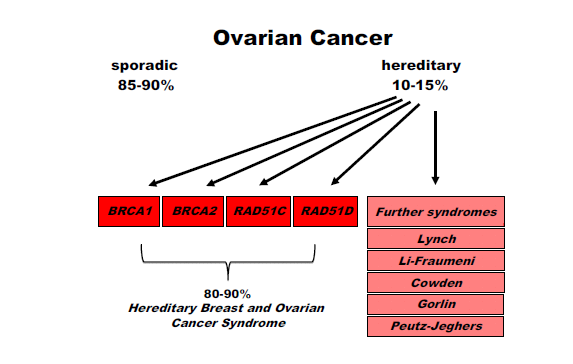 Ovarian Cancer
sporadic
85-90%
hereditary
10-15%
BRCA1
BRCA2
RAD51C
RAD51D
Further syndromes
Lynch
Li-Fraumeni
Cowden
Gorlin
Peutz-Jeghers
80-90%
Hereditary Breast and Ovarian
Cancer Syndrome